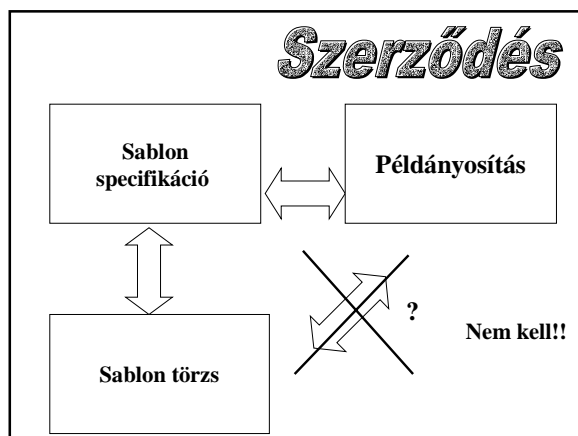 Szerződés
Sablon
specifikáció
Példányosítás
?
Nem kell!!
Sablon törzs